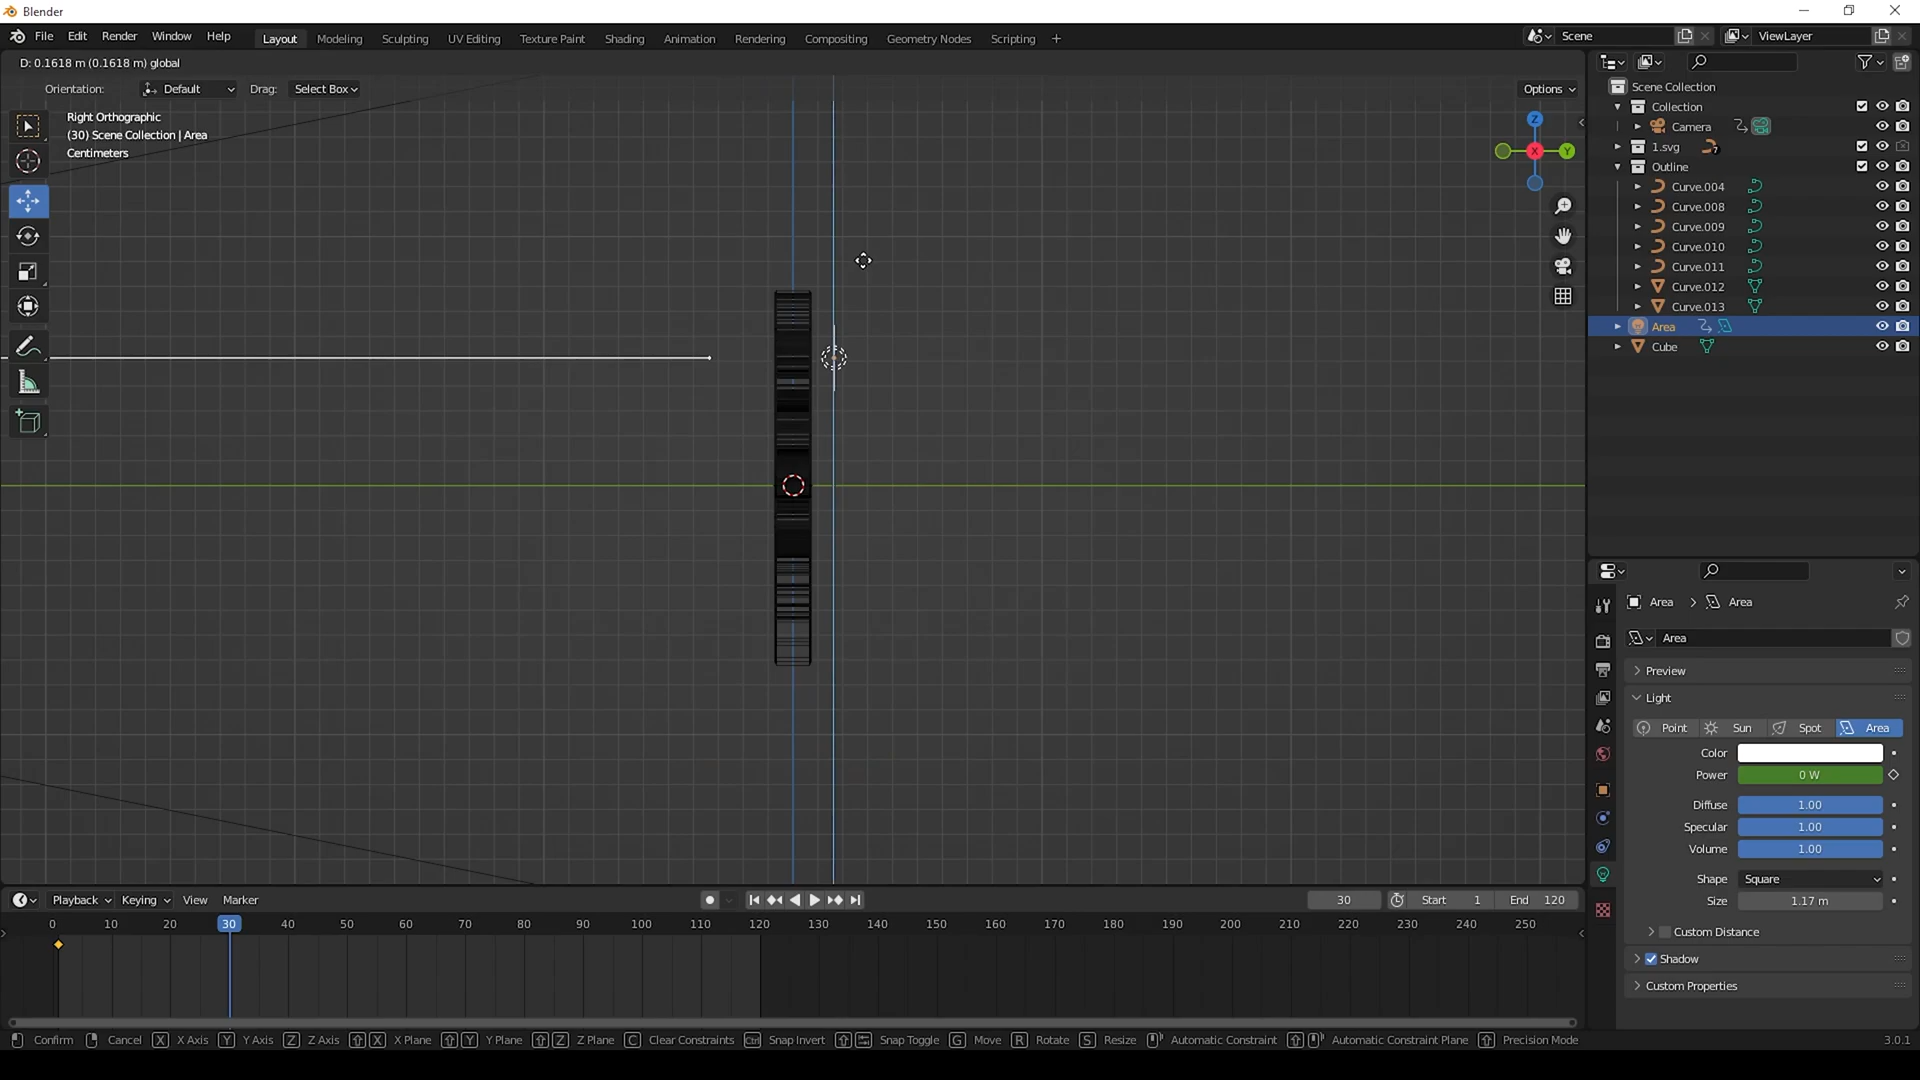 Blender
File Edit Render Window Help Layout Modeling Sculpting UV Editing Texture Paint Shading Animation Rendering Compositing Geometry Nodes Scripting + Scene ViewLayer
D: 0.1618 m (0.1618 m) global
Orientation: Default Drag: Select Box Options
Right Orthographic
(30) Scene Collection | Area
Centimeters
Z
X Y
Scene Collection
Collection
Camera
1.svg 7
Outline
Curve.004
Curve.008
Curve.009
Curve.010
Curve.011
Curve.012
Curve.013
Area
Cube
Area > Area
Area
Preview
Light
Point Sun Spot Area
Color
Power 0 W
Diffuse 1.00
Specular 1.00
Volume 1.00
Shape Square
Size 1.17 m
Custom Distance
Shadow
Custom Properties
Playback Keying View Marker 30 Start 1 End 120
0 10 20 30 40 50 60 70 80 90 100 110 120 130 140 150 160 170 180 190 200 210 220 230 240 250
Confirm Cancel X X Axis Y Y Axis Z Z Axis X X Plane Y Y Plane Z Z Plane C Clear Constraints Ctrl Snap Invert Snap Toggle G Move R Rotate S Resize Automatic Constraint Automatic Constraint Plane Precision Mode 3.0.1